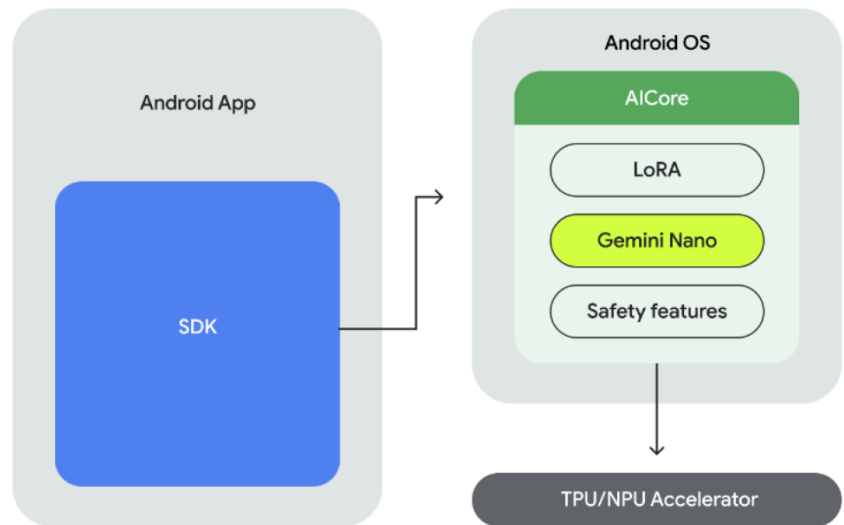 Android App
SDK
Android OS
AICore
LoRA
Gemini Nano
Safety features
TPU/NPU Accelerator